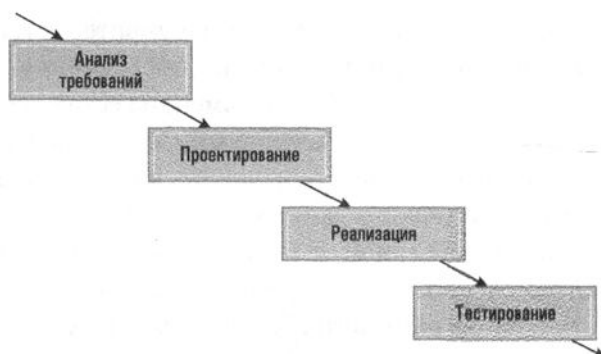 Анализ
требований
Проектирование
Реализация
Тестирование